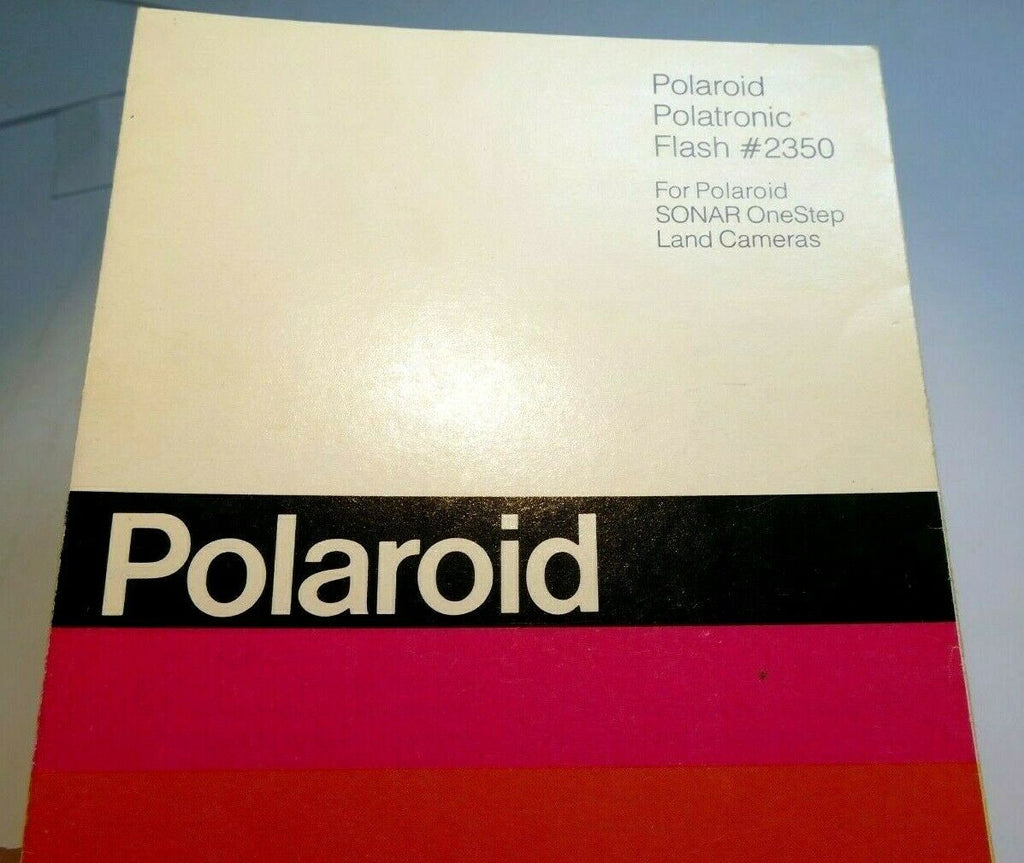 Polaroid
Polatronic
Flash #2350
For Polaroid
SONAR OneStep
Land Cameras
Polaroid